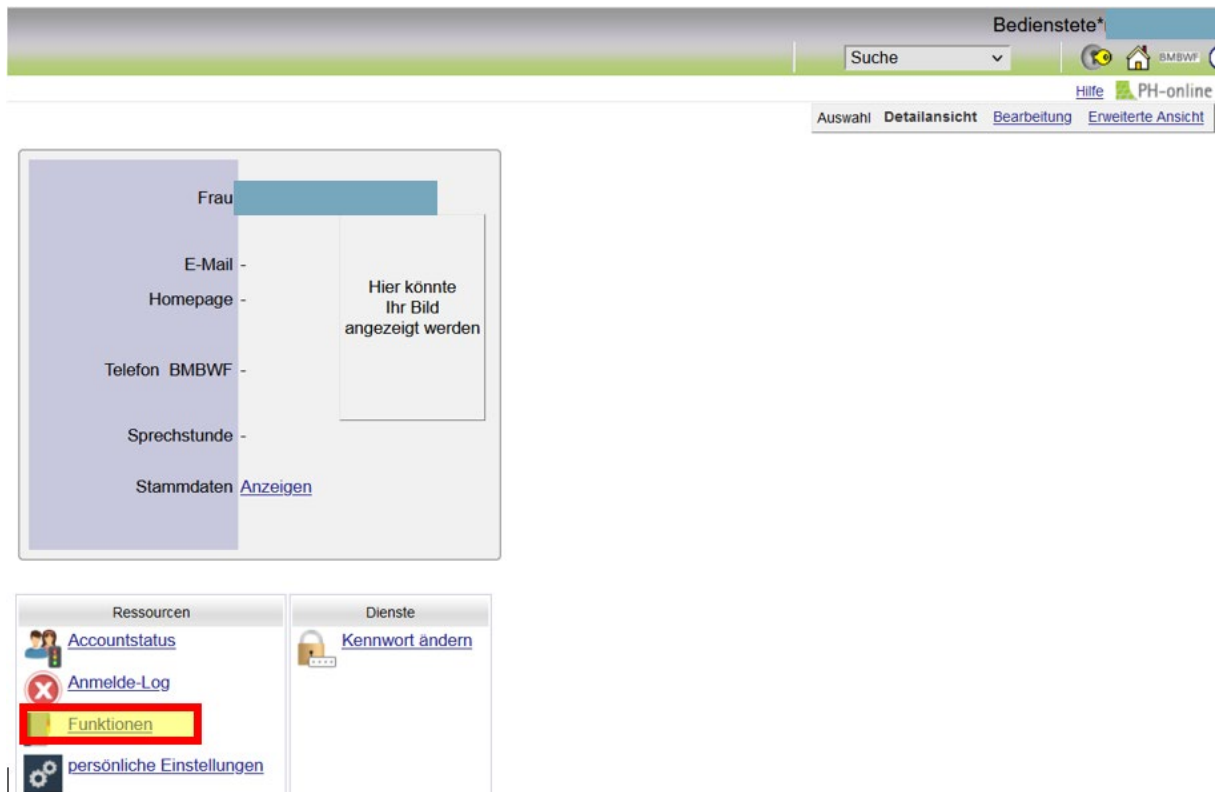 Bedienstete*
Suche
BMBWF
Hilfe PH-online
Auswahl Detailansicht Bearbeitung Erweiterte Ansicht
Frau
E-Mail -
Homepage -
Hier könnte
Ihr Bild
angezeigt werden
Telefon BMBWF -
Sprechstunde -
Stammdaten Anzeigen
Ressourcen
Accountstatus
Anmelde-Log
Funktionen
persönliche Einstellungen
Dienste
Kennwort ändern